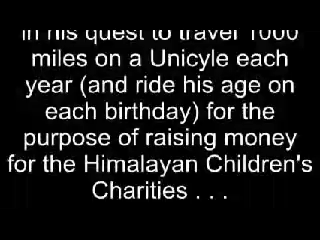 in his quest to travel 1000
miles on a Unicyle each
year (and ride his age on
each birthday) for the
purpose of raising money
for the Himalayan Children's
Charities . . .